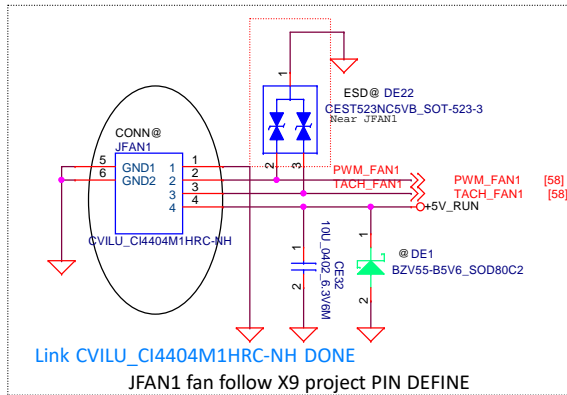 1
ESD@ DE22
CEST523NC5VB_SOT-523-3
Near JFAN1
2
3
CONN@
JFAN1
5
6
GND1
GND2
1
2
3
4
1
2
3
4
CVILU_CI4404M1HRC-NH
PWM_FAN1
TACH_FAN1
PWM_FAN1 [58]
TACH_FAN1 [58]
+5V_RUN
1
2
10U_0402_6.3V6M
CE32
1
2
@ DE1
BZV55-B5V6_SOD80C2
Link CVILU_CI4404M1HRC-NH DONE
JFAN1 fan follow X9 project PIN DEFINE